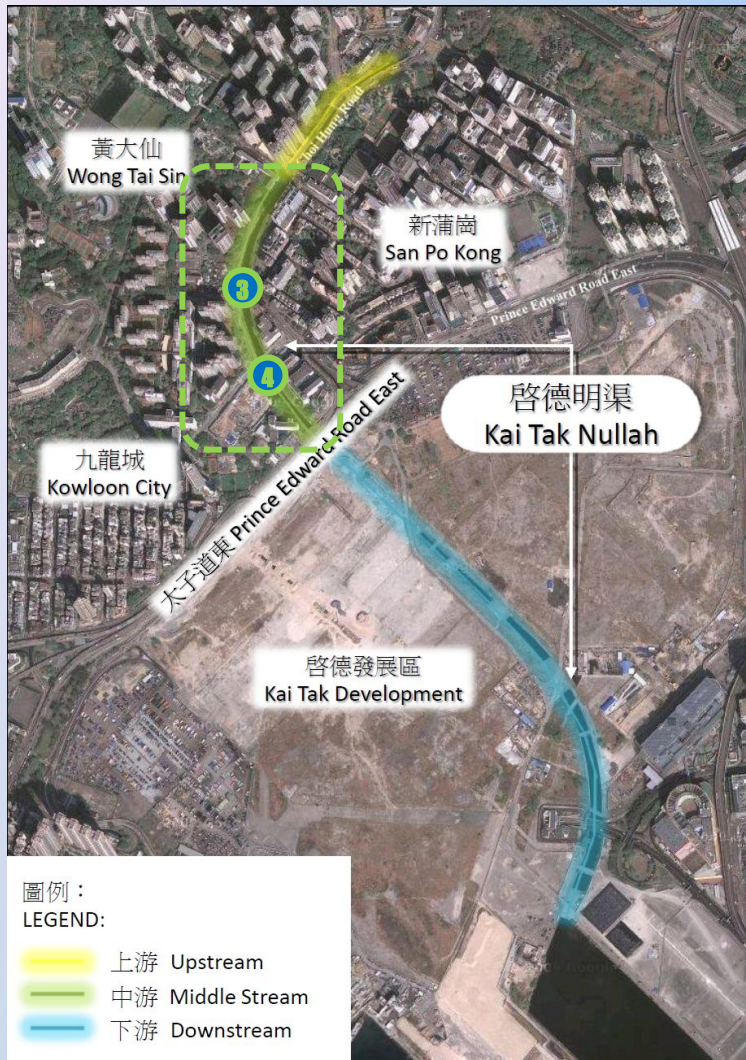 Choi Hung Road
黃大仙
Wong Tai Sin
新蒲崗
San Po Kong
Prince Edward Road East
3
4
啓德明渠
Kai Tak Nullah
九龍城
Kowloon City
太子道東 Prince Edward Road East
啓德發展區
Kai Tak Development
圖例：
LEGEND:
上游 Upstream
中游 Middle Stream
下游 Downstream